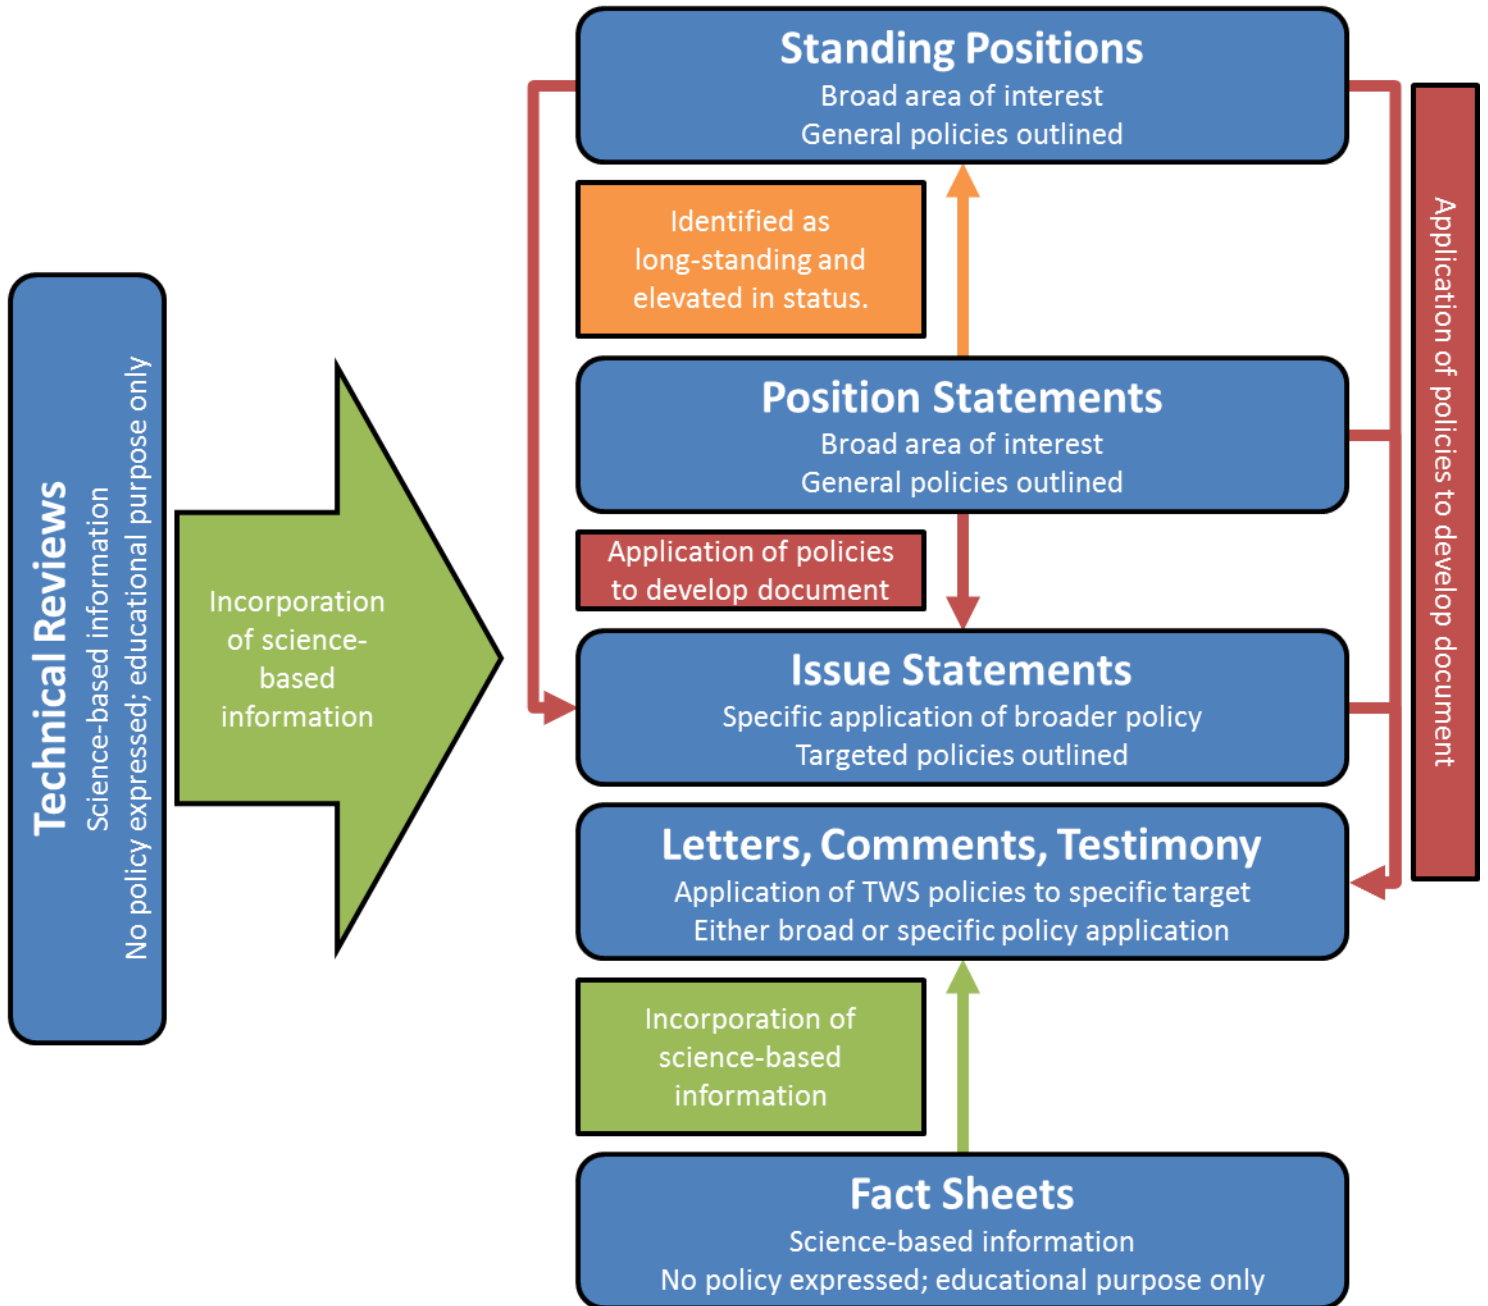 Standing Positions
Broad area of interest
General policies outlined
Identified as
long-standing and
elevated in status.
Position Statements
Broad area of interest
General policies outlined
Application of policies
to develop document
Issue Statements
Specific application of broader policy
Targeted policies outlined
Letters, Comments, Testimony
Application of TWS policies to specific target
Either broad or specific policy application
Incorporation of
science-based
information
Fact Sheets
Science-based information
No policy expressed; educational purpose only
Technical Reviews
Science-based information
No policy expressed; educational purpose only
Incorporation
of science-
based
information
Application of policies to develop document